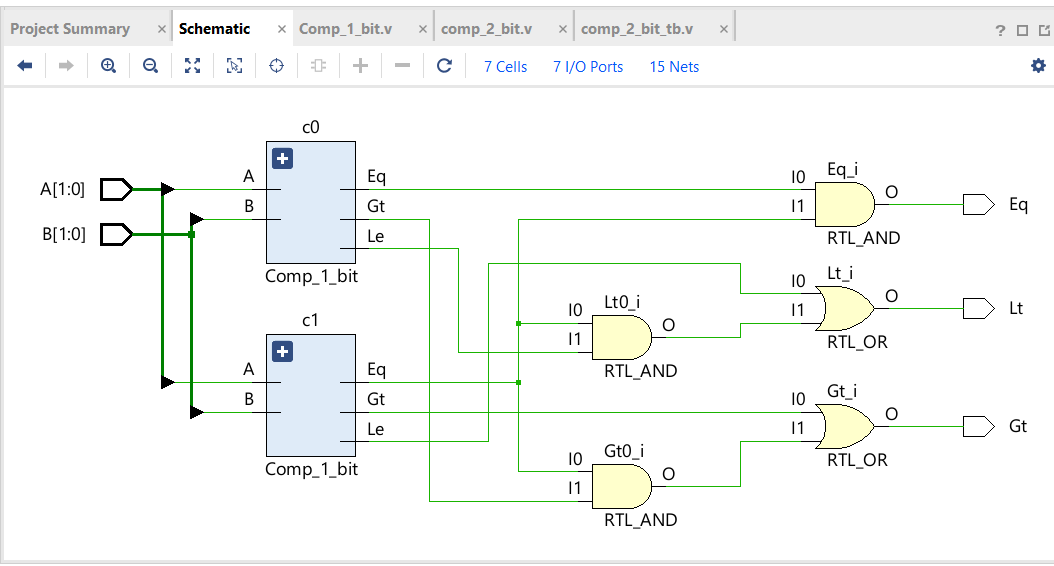 Project Summary × Schematic × Comp_1_bit.v × comp_2_bit.v × comp_2_bit_tb.v × ?
7 Cells 7 I/O Ports 15 Nets
c0
A[1:0]
B[1:0]
A
B
Eq
Gt
Le
Comp_1_bit
c1
A
B
Eq
Gt
Le
Comp_1_bit
Lt0_i
I0
I1
O
RTL_AND
Gt0_i
I0
I1
O
RTL_AND
Eq_i
I0
I1
O
RTL_AND
Eq
Lt_i
I0
I1
O
RTL_OR
Lt
Gt_i
I0
I1
O
RTL_OR
Gt